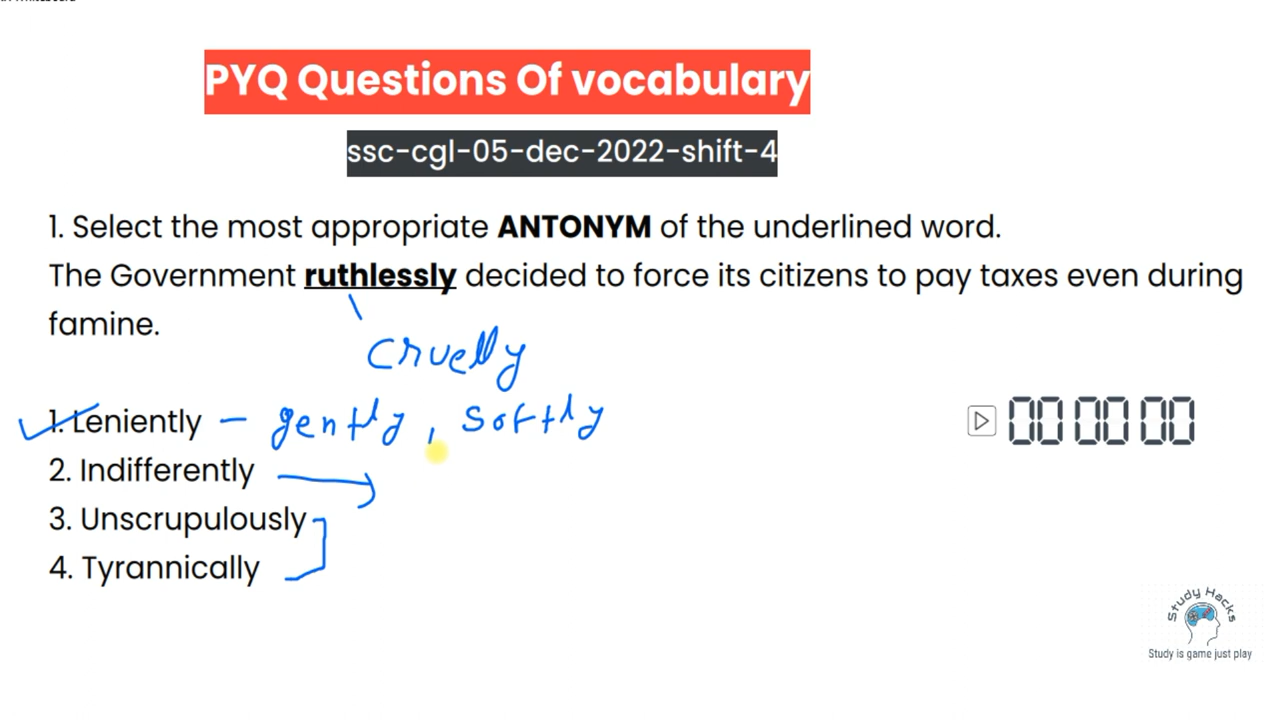 PYQ Questions Of vocabulary
ssc-cgl-05-dec-2022-shift-4
1. Select the most appropriate ANTONYM of the underlined word.
The Government ruthlessly decided to force its citizens to pay taxes even during
famine.
cruelly
1. Leniently - gently, softly
00 00 00
2. Indifferently
3. Unscrupulously
4. Tyrannically
Study Hacks
Study is game just play